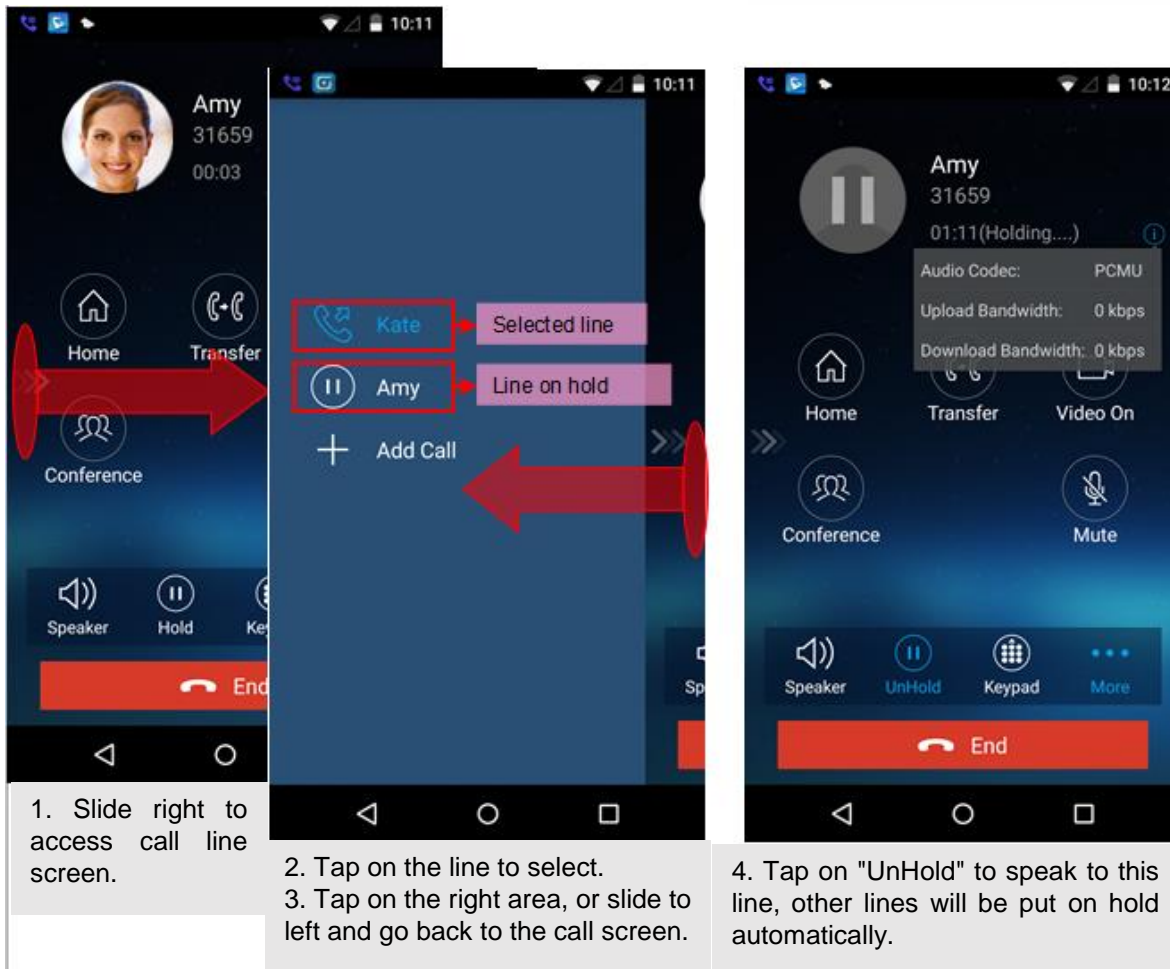 10:11
Amy
31659
00:03
Home Transfer
Conference
Speaker Hold Key
End
1. Slide right to
access call line
screen.
10:11
Kate Selected line
Amy Line on hold
Add Call
Sp
2. Tap on the line to select.
3. Tap on the right area, or slide to
left and go back to the call screen.
10:12
Amy
31659
01:11(Holding....)
Audio Codec: PCMU
Upload Bandwidth: 0 kbps
Download Bandwidth: 0 kbps
Home Transfer Video On
Conference Mute
Speaker UnHold Keypad More
End
4. Tap on "UnHold" to speak to this
line, other lines will be put on hold
automatically.